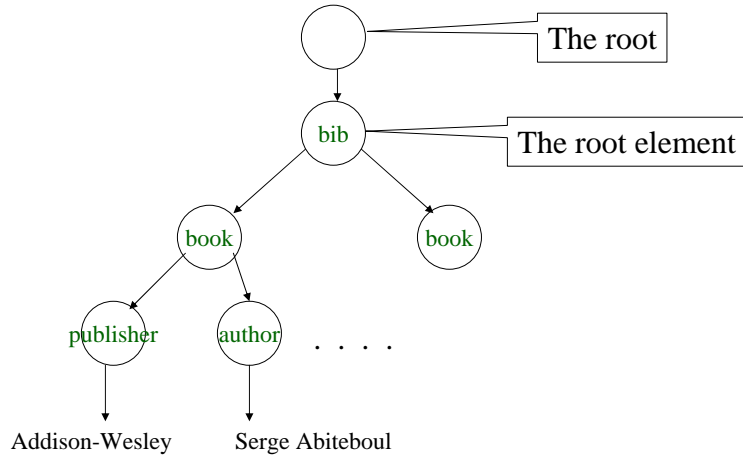 The root
bib
The root element
book
book
publisher
author
. . . .
Addison-Wesley
Serge Abiteboul